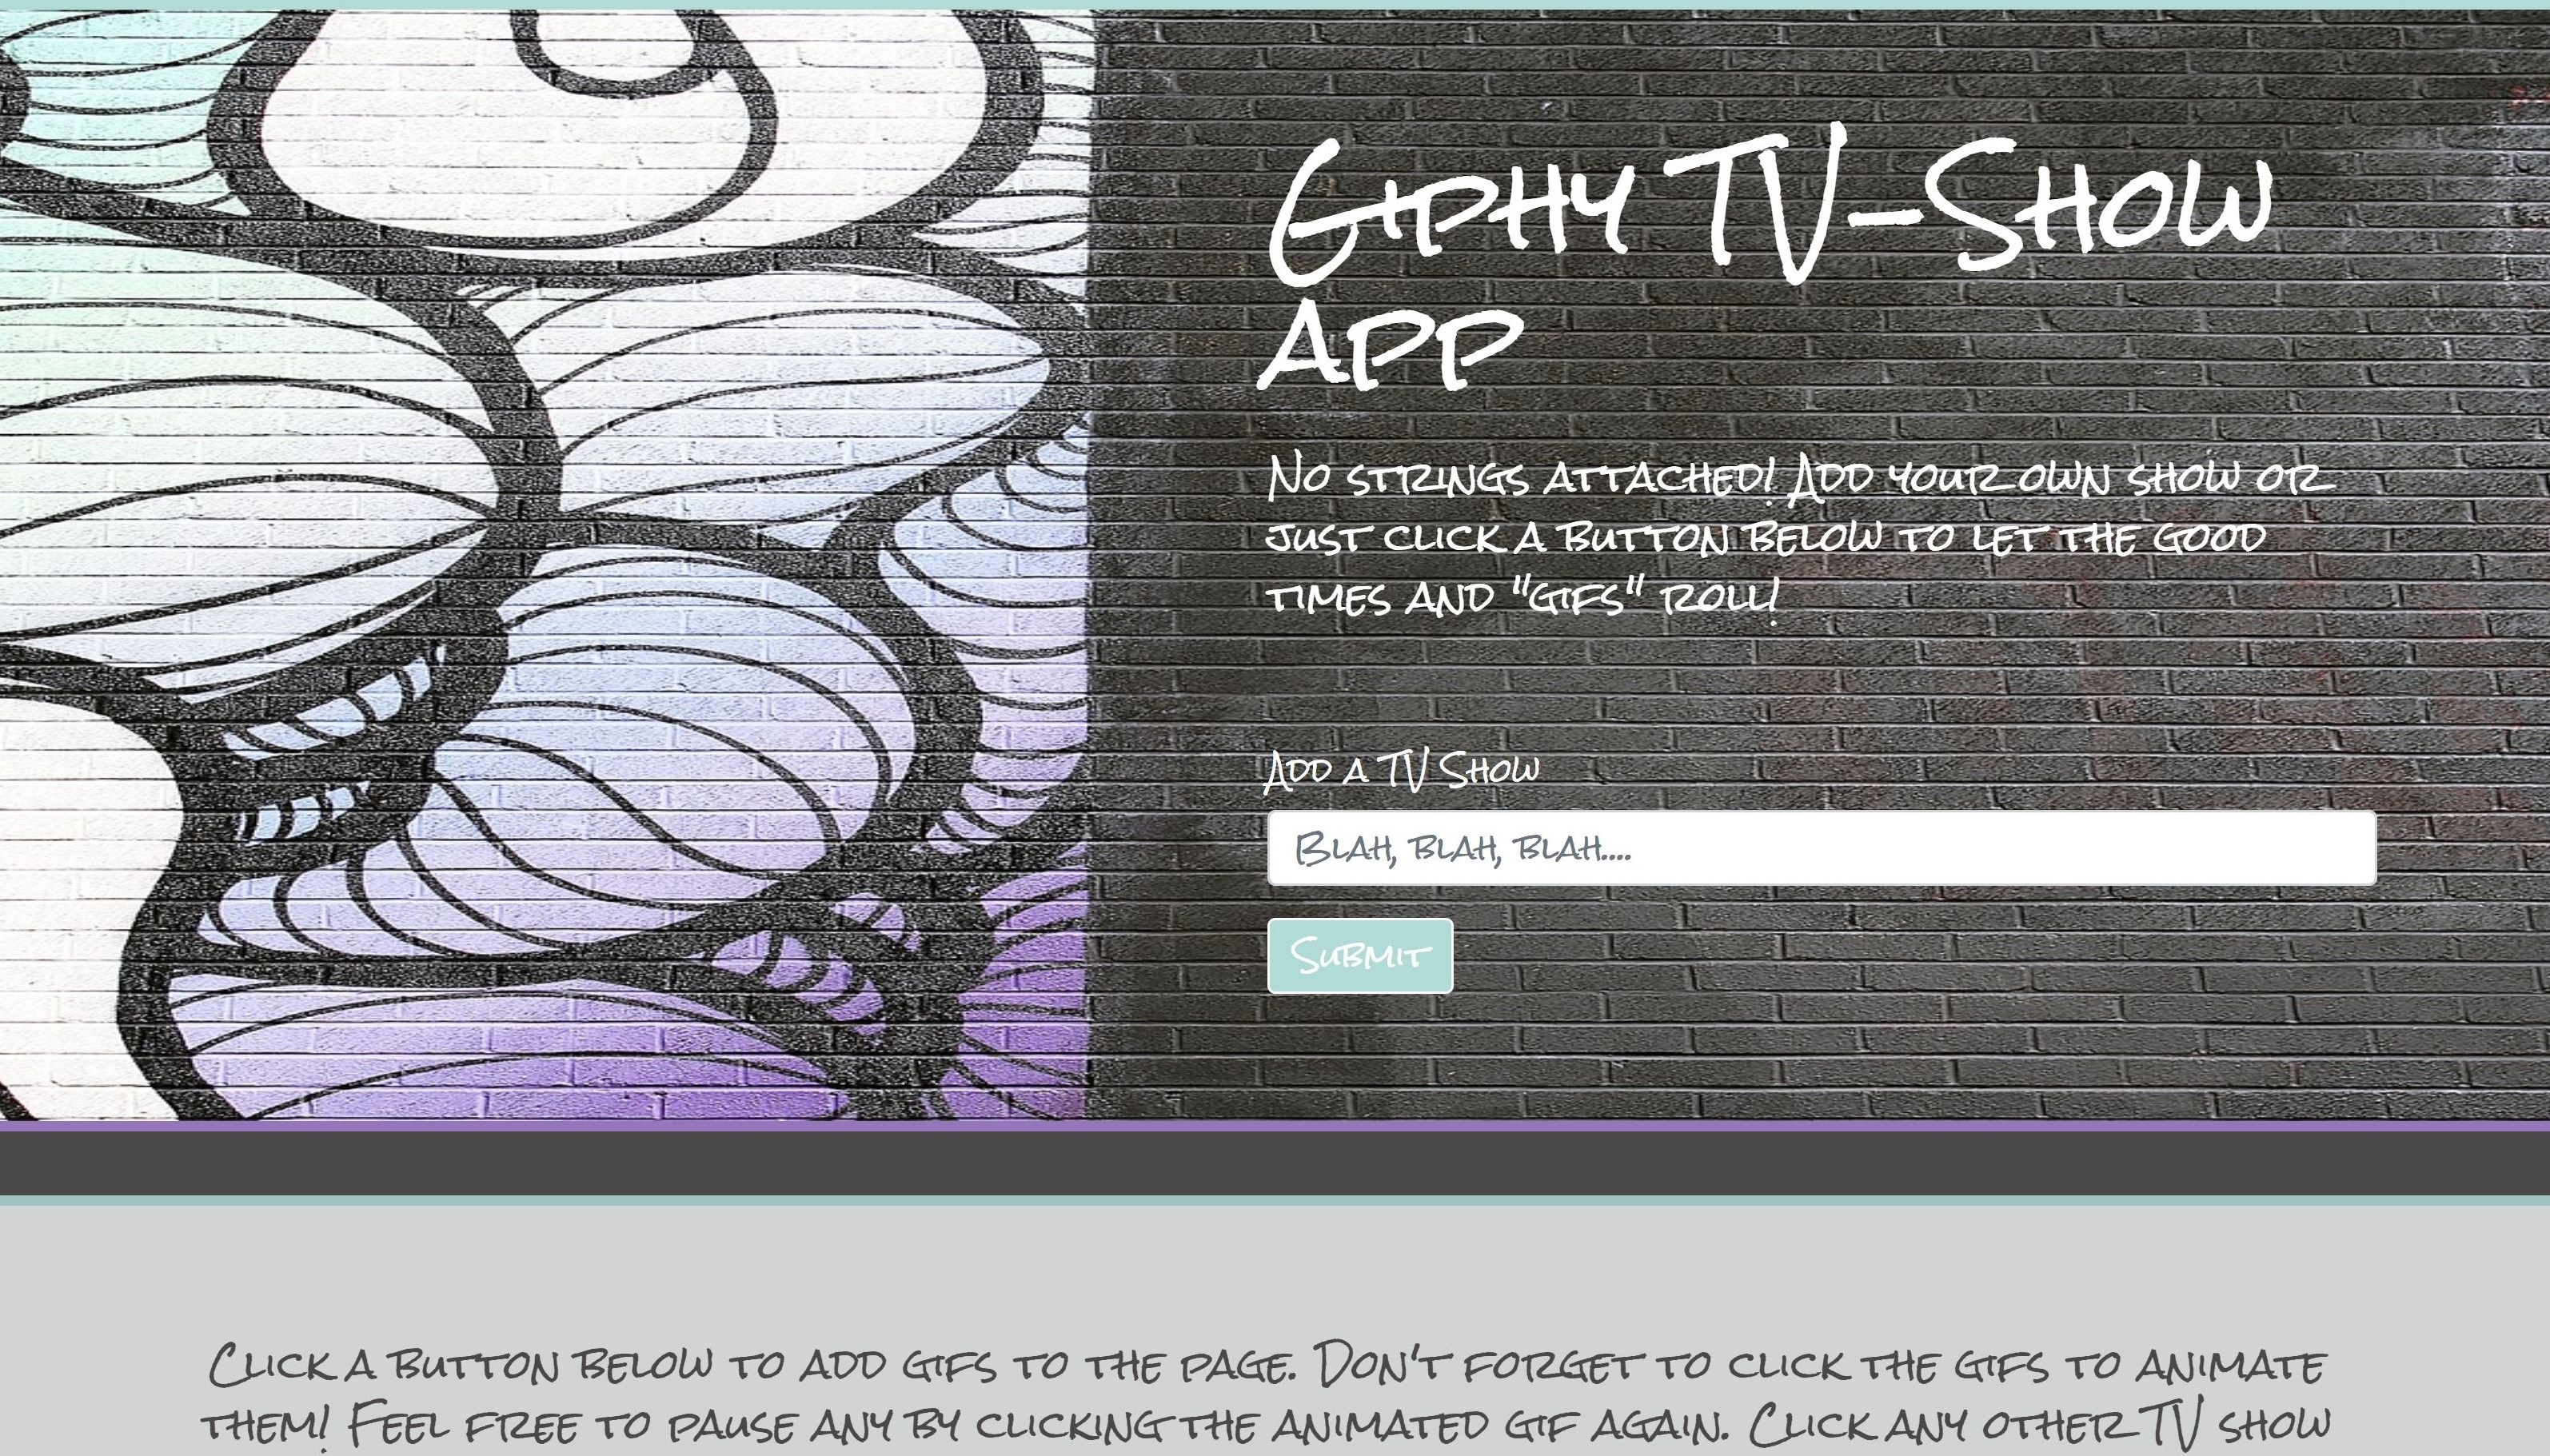 Giphy TV-Show
App
No strings attached! Add your own show or
just click a button below to let the good
times and "gifs" roll!
Add a TV Show
Blah, blah, blah....
Submit
Click a button below to add gifs to the page. Don't forget to click the gifs to animate
them! Feel free to pause any by clicking the animated gif again. Click any other TV show